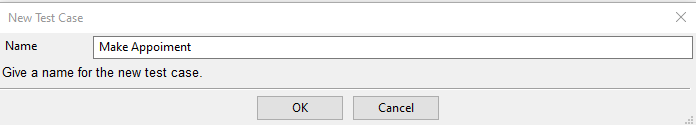 New Test Case
Name Make Appoiment
Give a name for the new test case.
OK Cancel